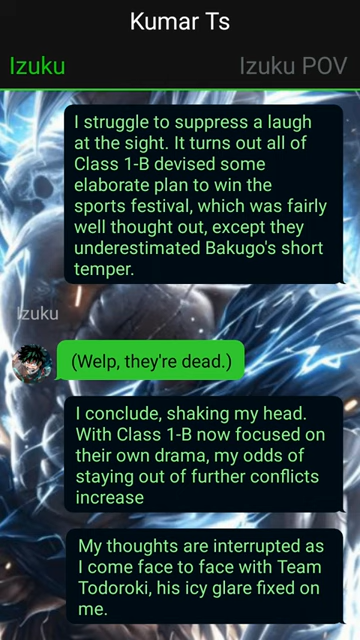 Kumar Ts
Izuku
Izuku POV
I struggle to suppress a laugh
at the sight. It turns out all of
Class 1-B devised some
elaborate plan to win the
sports festival, which was fairly
well thought out, except they
underestimated Bakugo's short
temper.
Izuku
(Welp, they're dead.)
I conclude, shaking my head.
With Class 1-B now focused on
their own drama, my odds of
staying out of further conflicts
increase
My thoughts are interrupted as
I come face to face with Team
Todoroki, his icy glare fixed on
me.